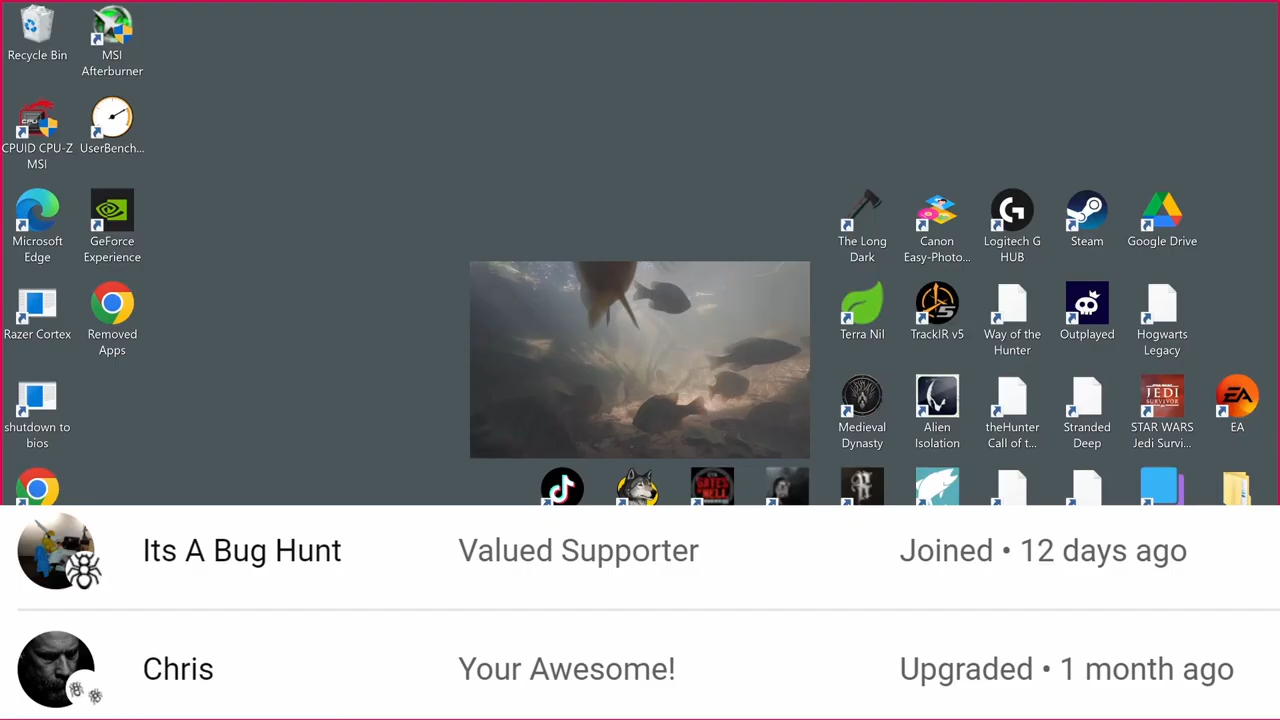 Recycle Bin
MSI
Afterburner
CPUID CPU-Z
MSI
UserBench...
Microsoft
Edge
GeForce
Experience
The Long
Dark
Canon
Easy-Photo...
Logitech G
HUB
Steam
Google Drive
Razer Cortex
Removed
Apps
Terra Nil
TrackIR v5
Way of the
Hunter
Outplayed
Hogwarts
Legacy
shutdown to
bios
Medieval
Dynasty
Alien
Isolation
theHunter
Call of t...
Stranded
Deep
STAR WARS
Jedi Survi...
EA
Its A Bug Hunt
Valued Supporter
Joined • 12 days ago
Chris
Your Awesome!
Upgraded • 1 month ago